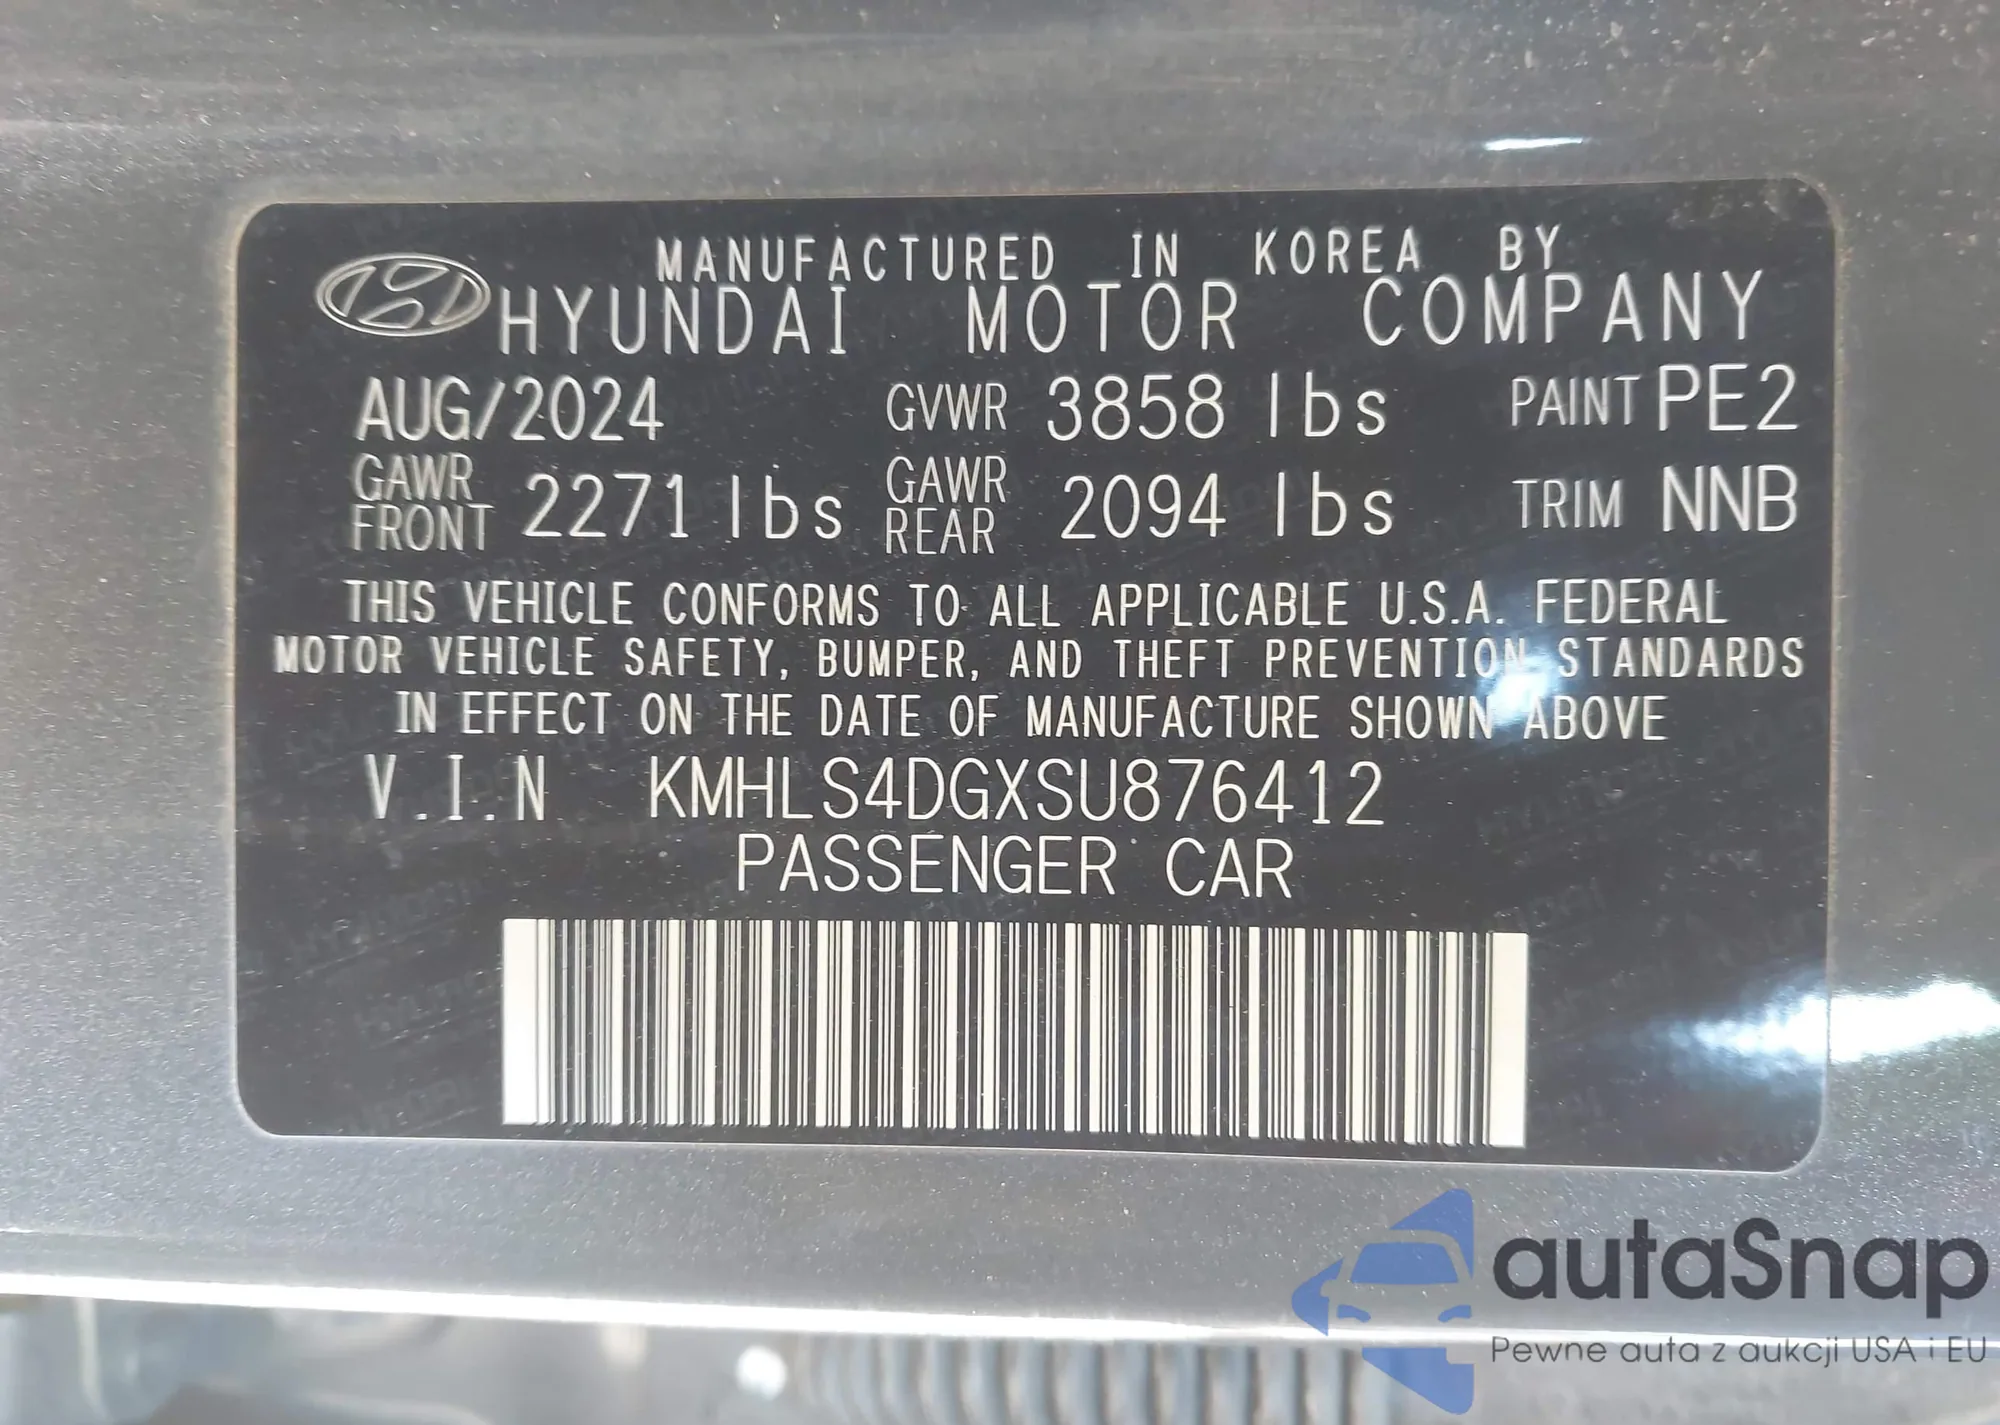 MANUFACTURED IN KOREA BY
HYUNDAI MOTOR COMPANY
AUG/2024 GVWR 3858 lbs PAINT PE2
GAWR FRONT 2271 lbs GAWR REAR 2094 lbs TRIM NNB
THIS VEHICLE CONFORMS TO ALL APPLICABLE U.S.A. FEDERAL
MOTOR VEHICLE SAFETY, BUMPER, AND THEFT PREVENTION STANDARDS
IN EFFECT ON THE DATE OF MANUFACTURE SHOWN ABOVE
V.I.N KMHLS4DGXSU876412
PASSENGER CAR
autaSnap
Pewne auta z aukcji USA i EU